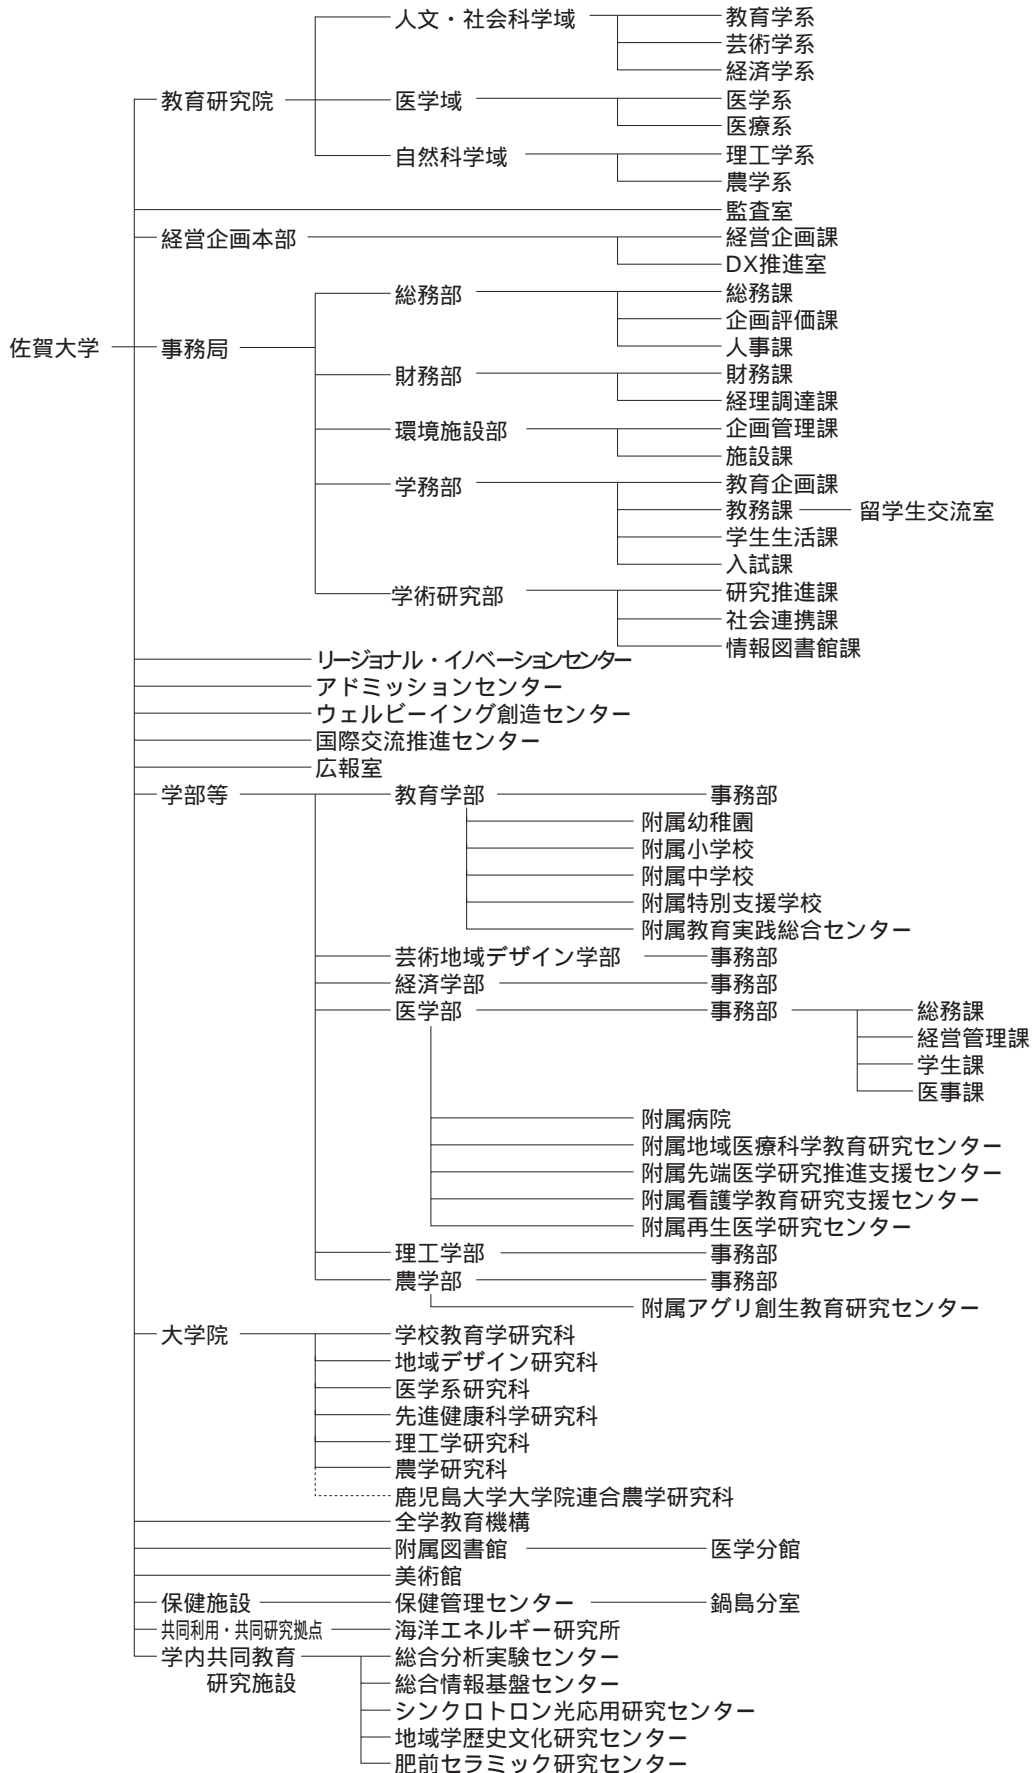 人文・社会科学域 教育学系
芸術学系
経済学系
教育研究院 医学域 医学系
医療系
自然科学域 理工学系
農学系
監査室
経営企画本部 経営企画課
DX推進室
総務部 総務課
企画評価課
佐賀大学 事務局 人事課
財務部 財務課
経理調達課
環境施設部 企画管理課
施設課
学務部 教育企画課
教務課 留学生交流室
学生生活課
入試課
学術研究部 研究推進課
社会連携課
情報図書館課
リージョナル・イノベーションセンター
アドミッションセンター
ウェルビーイング創造センター
国際交流推進センター
広報室
学部等 教育学部 事務部
附属幼稚園
附属小学校
附属中学校
附属特別支援学校
附属教育実践総合センター
芸術地域デザイン学部 事務部
経済学部 事務部
医学部 事務部 総務課
経営管理課
学生課
医事課
附属病院
附属地域医療科学教育研究センター
附属先端医学研究推進支援センター
附属看護学教育研究支援センター
附属再生医学研究センター
理工学部 事務部
農学部 事務部
附属アグリ創生教育研究センター
大学院 学校教育学研究科
地域デザイン研究科
医学系研究科
先進健康科学研究科
理工学研究科
農学研究科
鹿児島大学大学院連合農学研究科
全学教育機構
附属図書館 医学分館
美術館
保健施設 保健管理センター 鍋島分室
共同利用・共同研究拠点 海洋エネルギー研究所
学内共同教育 総合分析実験センター
研究施設 総合情報基盤センター
シンクロトロン光応用研究センター
地域学歴史文化研究センター
肥前セラミック研究センター